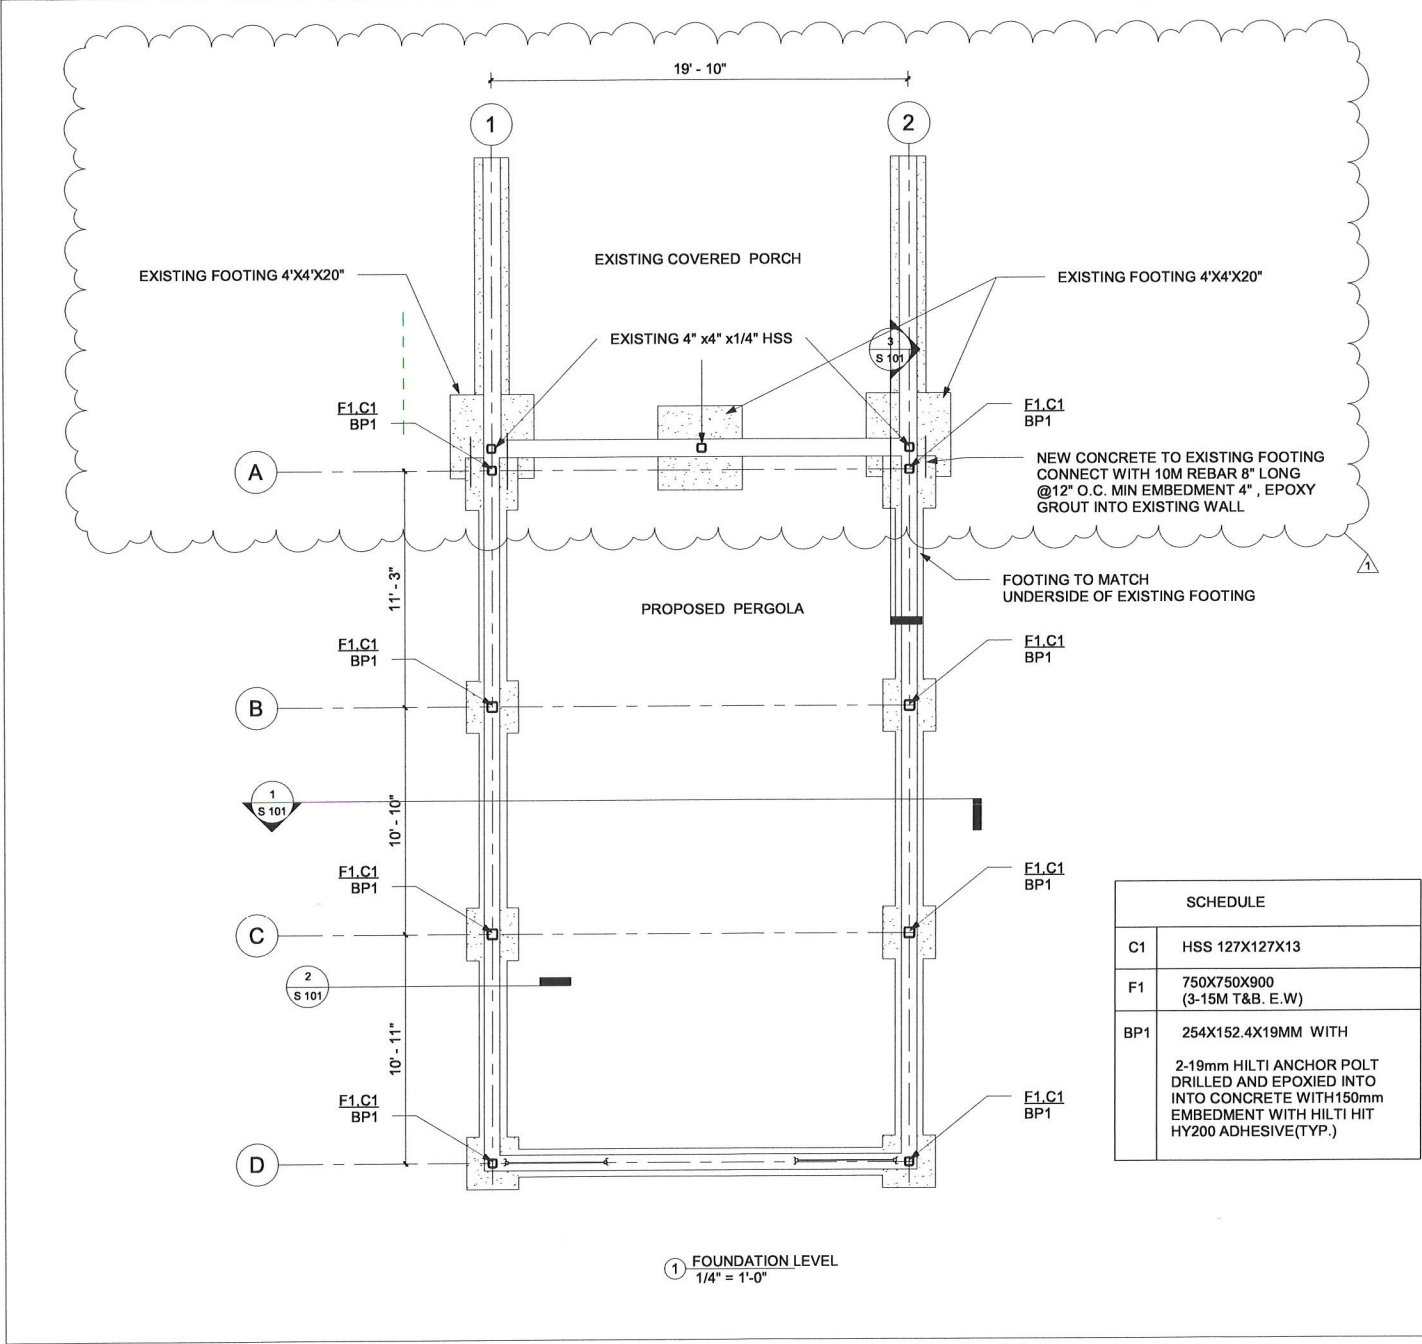 19' - 10"
1
2
EXISTING COVERED PORCH
EXISTING FOOTING 4'X4'X20"
EXISTING FOOTING 4'X4'X20"
EXISTING 4" x4" x1/4" HSS
3
S 101
F1,C1
BP1
F1,C1
BP1
A
NEW CONCRETE TO EXISTING FOOTING
CONNECT WITH 10M REBAR 8" LONG
@12" O.C. MIN EMBEDMENT 4" , EPOXY
GROUT INTO EXISTING WALL
1
11' - 3"
FOOTING TO MATCH
UNDERSIDE OF EXISTING FOOTING
PROPOSED PERGOLA
F1,C1
BP1
F1,C1
BP1
B
1
S 101
10' - 10"
F1,C1
BP1
F1,C1
BP1
C
2
S 101
10' - 11"
F1,C1
BP1
F1,C1
BP1
D
SCHEDULE
C1 HSS 127X127X13
F1 750X750X900
(3-15M T&B. E.W)
BP1 254X152.4X19MM WITH
2-19mm HILTI ANCHOR POLT
DRILLED AND EPOXIED INTO
INTO CONCRETE WITH150mm
EMBEDMENT WITH HILTI HIT
HY200 ADHESIVE(TYP.)
1 FOUNDATION LEVEL
1/4" = 1'-0"